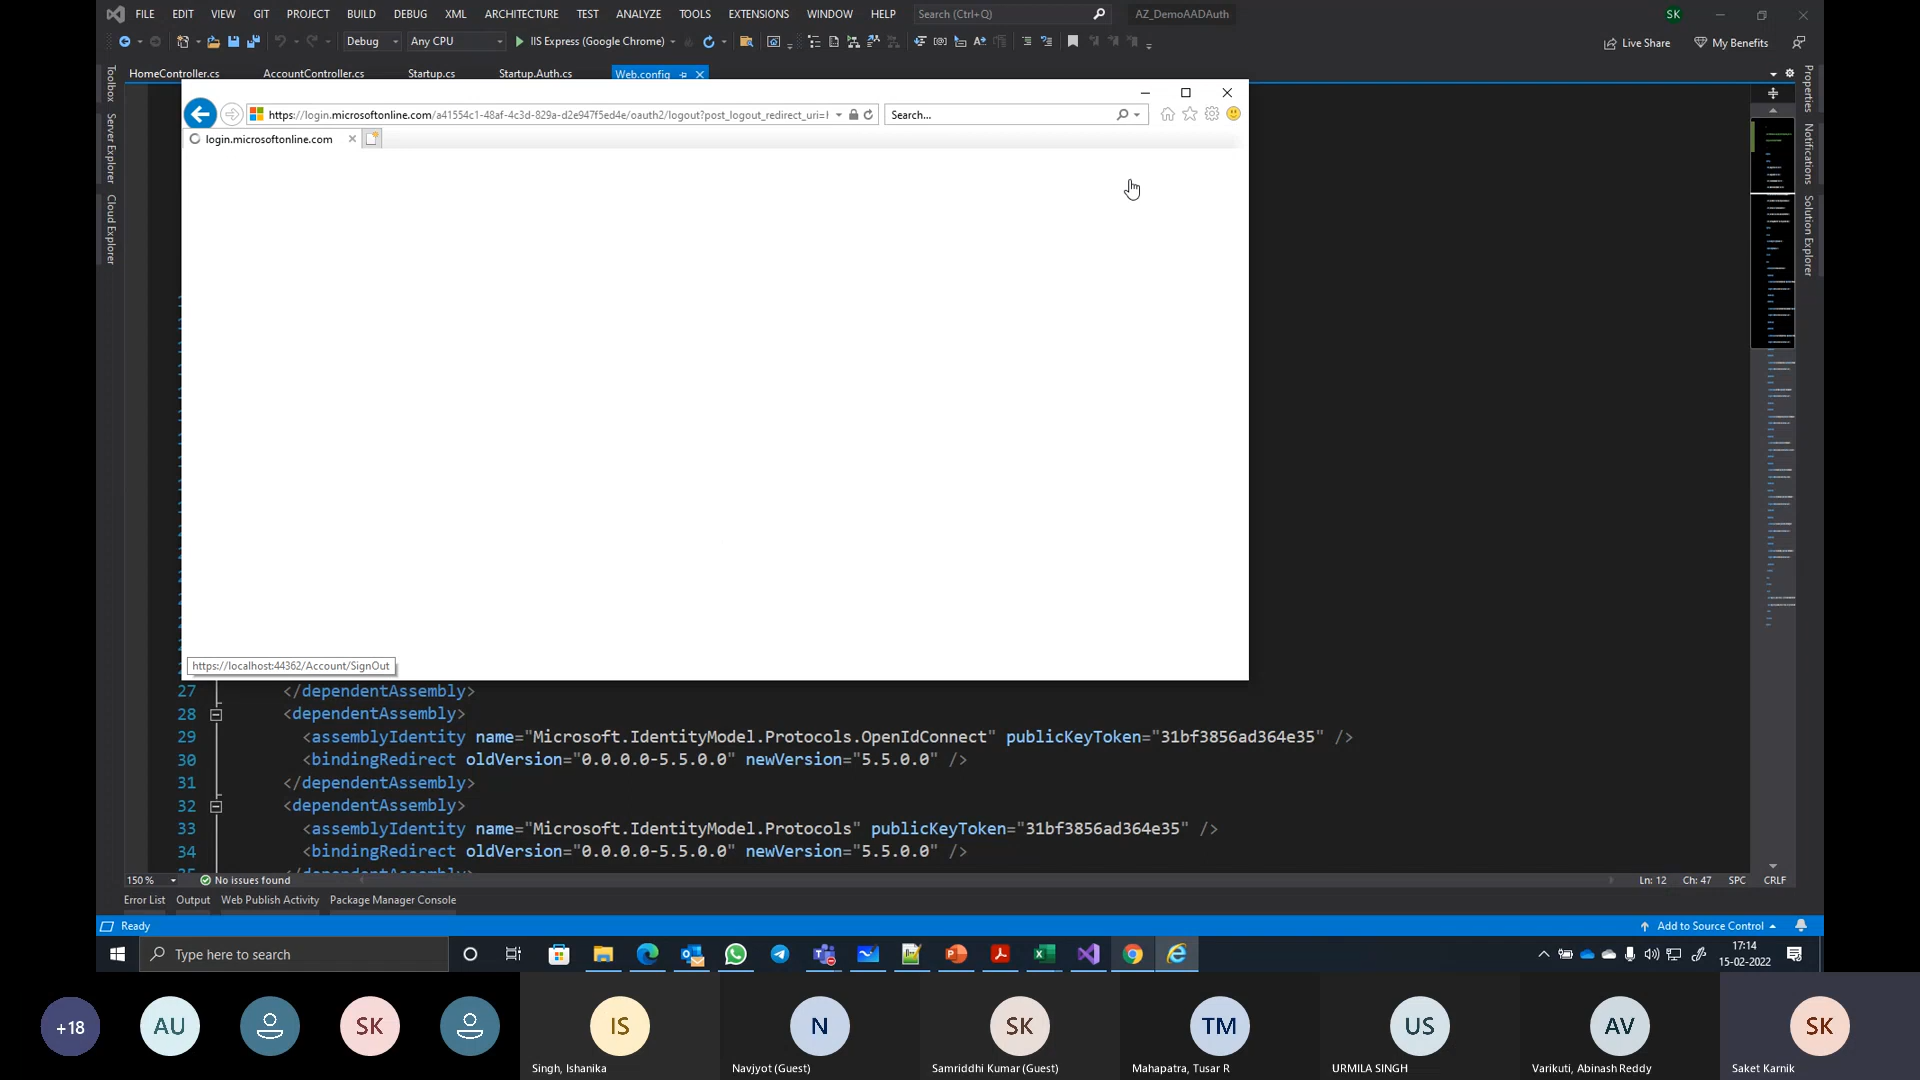 FILE EDIT VIEW GIT PROJECT BUILD DEBUG XML ARCHITECTURE TEST ANALYZE TOOLS EXTENSIONS WINDOW HELP Search (Ctrl+Q) AZ_DemoAADAuth SK
Debug Any CPU IIS Express (Google Chrome) Live Share My Benefits
HomeController.cs AccountController.cs Startup.cs Startup.Auth.cs Web.config
Toolbox
Server Explorer
Cloud Explorer
Properties
Notifications
Solution Explorer
https://login.microsoftonline.com/a41554c1-48af-4c3d-829a-d2e947f5ed4e/oauth2/logout?post_logout_redirect_uri= Search...
login.microsoftonline.com
https://localhost:44362/Account/SignOut
27 </dependentAssembly>
28 <dependentAssembly>
29 <assemblyIdentity name="Microsoft.IdentityModel.Protocols.OpenIdConnect" publicKeyToken="31bf3856ad364e35" />
30 <bindingRedirect oldVersion="0.0.0.0-5.5.0.0" newVersion="5.5.0.0" />
31 </dependentAssembly>
32 <dependentAssembly>
33 <assemblyIdentity name="Microsoft.IdentityModel.Protocols" publicKeyToken="31bf3856ad364e35" />
34 <bindingRedirect oldVersion="0.0.0.0-5.5.0.0" newVersion="5.5.0.0" />
150 % No issues found Ln: 12 Ch: 47 SPC CRLF
Error List Output Web Publish Activity Package Manager Console
Ready Add to Source Control
Type here to search 17:14
15-02-2022
+18 AU SK IS N SK TM US AV SK
Singh, Ishanika Navjyot (Guest) Samriddhi Kumar (Guest) Mahapatra, Tusar R URMILA SINGH Varikuti, Abinash Reddy Saket Karnik